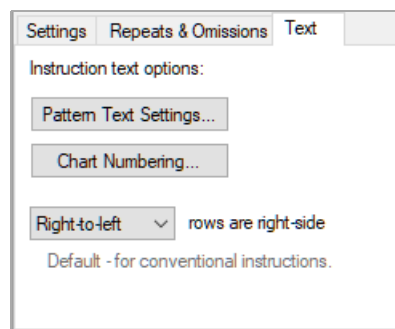 Settings Repeats & Omissions Text
Instruction text options:
Pattern Text Settings...
Chart Numbering...
Right-to-left rows are right-side
Default - for conventional instructions.